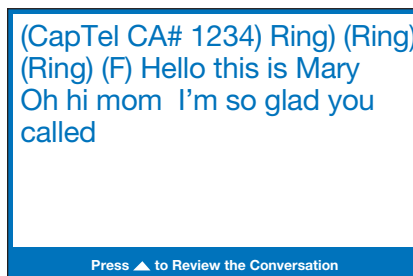 (CapTel CA# 1234) Ring) (Ring)
(Ring) (F) Hello this is Mary
Oh hi mom  I'm so glad you
called
Press ▲ to Review the Conversation